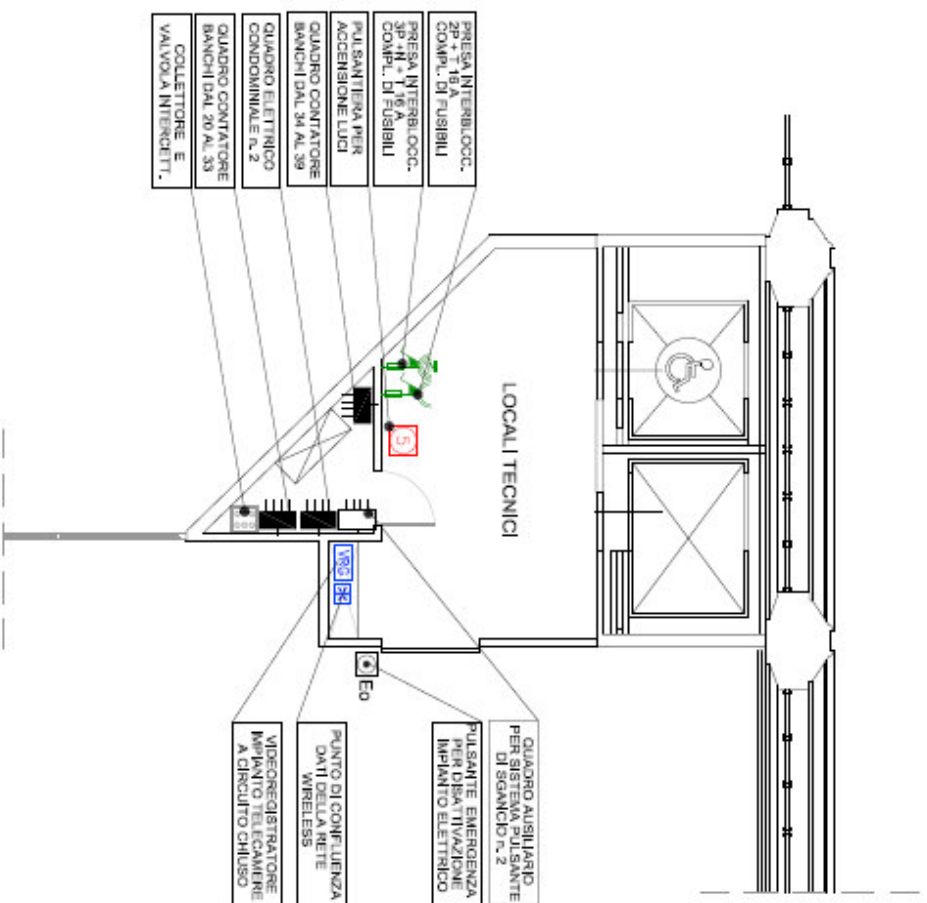 PRESA INTERBLOCC.
2P + T 16 A
COMPL. DI FUSIBILI
PRESA INTERBLOCC.
3P +N + T 16 A
COMPL. DI FUSIBILI
PULSANTIERA PER
ACCENSIONE LUCI
QUADRO CONTATORE
BANCHI DAL 34 AL 39
QUADRO ELETTRICO
CONDOMINIALE n. 2
QUADRO CONTATORE
BANCHI DAL 20 AL 33
COLLETTORE E
VALVOLA INTERCETT.
LOCALI TECNICI
5
VRG
Eo
QUADRO AUSILIARIO
PER SISTEMA PULSANTE
DI SGANCIO n. 2
PULSANTE EMERGENZA
PER DISATTIVAZIONE
IMPIANTO ELETTRICO
PUNTO DI CONFLUENZA
DATI DELLA RETE
WIRELESS
VIDEOREGISTRATORE
IMPIANTO TELECAMERE
A CIRCUITO CHIUSO